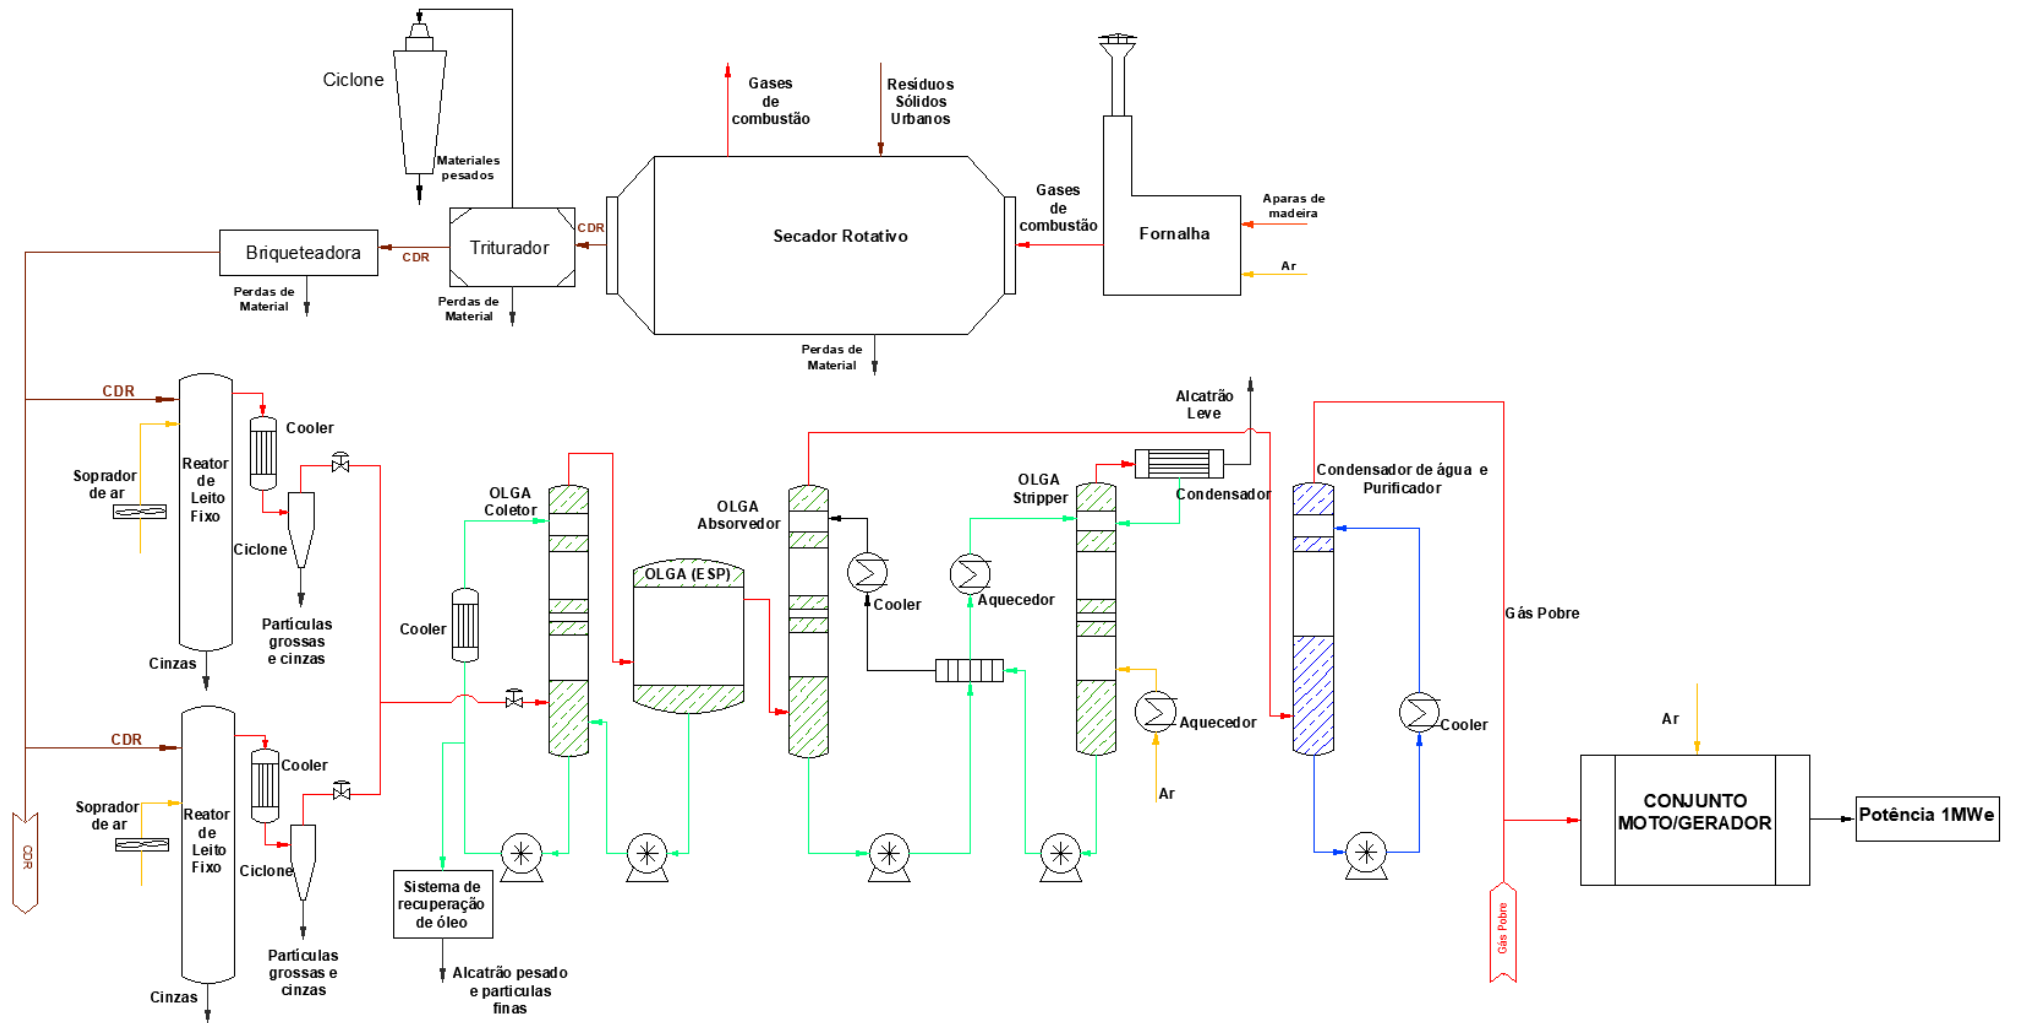 Ciclone
Materiales
pesados
Gases
de
combustão
Resíduos
Sólidos
Urbanos
Gases
de
combustão
Aparas de
madeira
Ar
Fornalha
Secador Rotativo
CDR
Triturador
CDR
Briqueteadora
Perdas de
Material
Perdas de
Material
Perdas de
Material
CDR
Cooler
Soprador
de ar
Reator
de
Leito
Fixo
Ciclone
Partículas
grossas
e cinzas
Cinzas
CDR
Cooler
Soprador
de ar
Reator
de
Leito
Fixo
Ciclone
Partículas
grossas e
cinzas
Cinzas
CDR
OLGA
Coletor
Cooler
Sistema de
recuperação
de óleo
Alcatrão pesado
e particulas
finas
OLGA (ESP)
OLGA
Absorvedor
Cooler
Aquecedor
OLGA
Stripper
Alcatrão
Leve
Condensador
Aquecedor
Ar
Condensador de água e
Purificador
Cooler
Gás Pobre
Gás Pobre
Ar
CONJUNTO
MOTO/GERADOR
Potência 1MWe